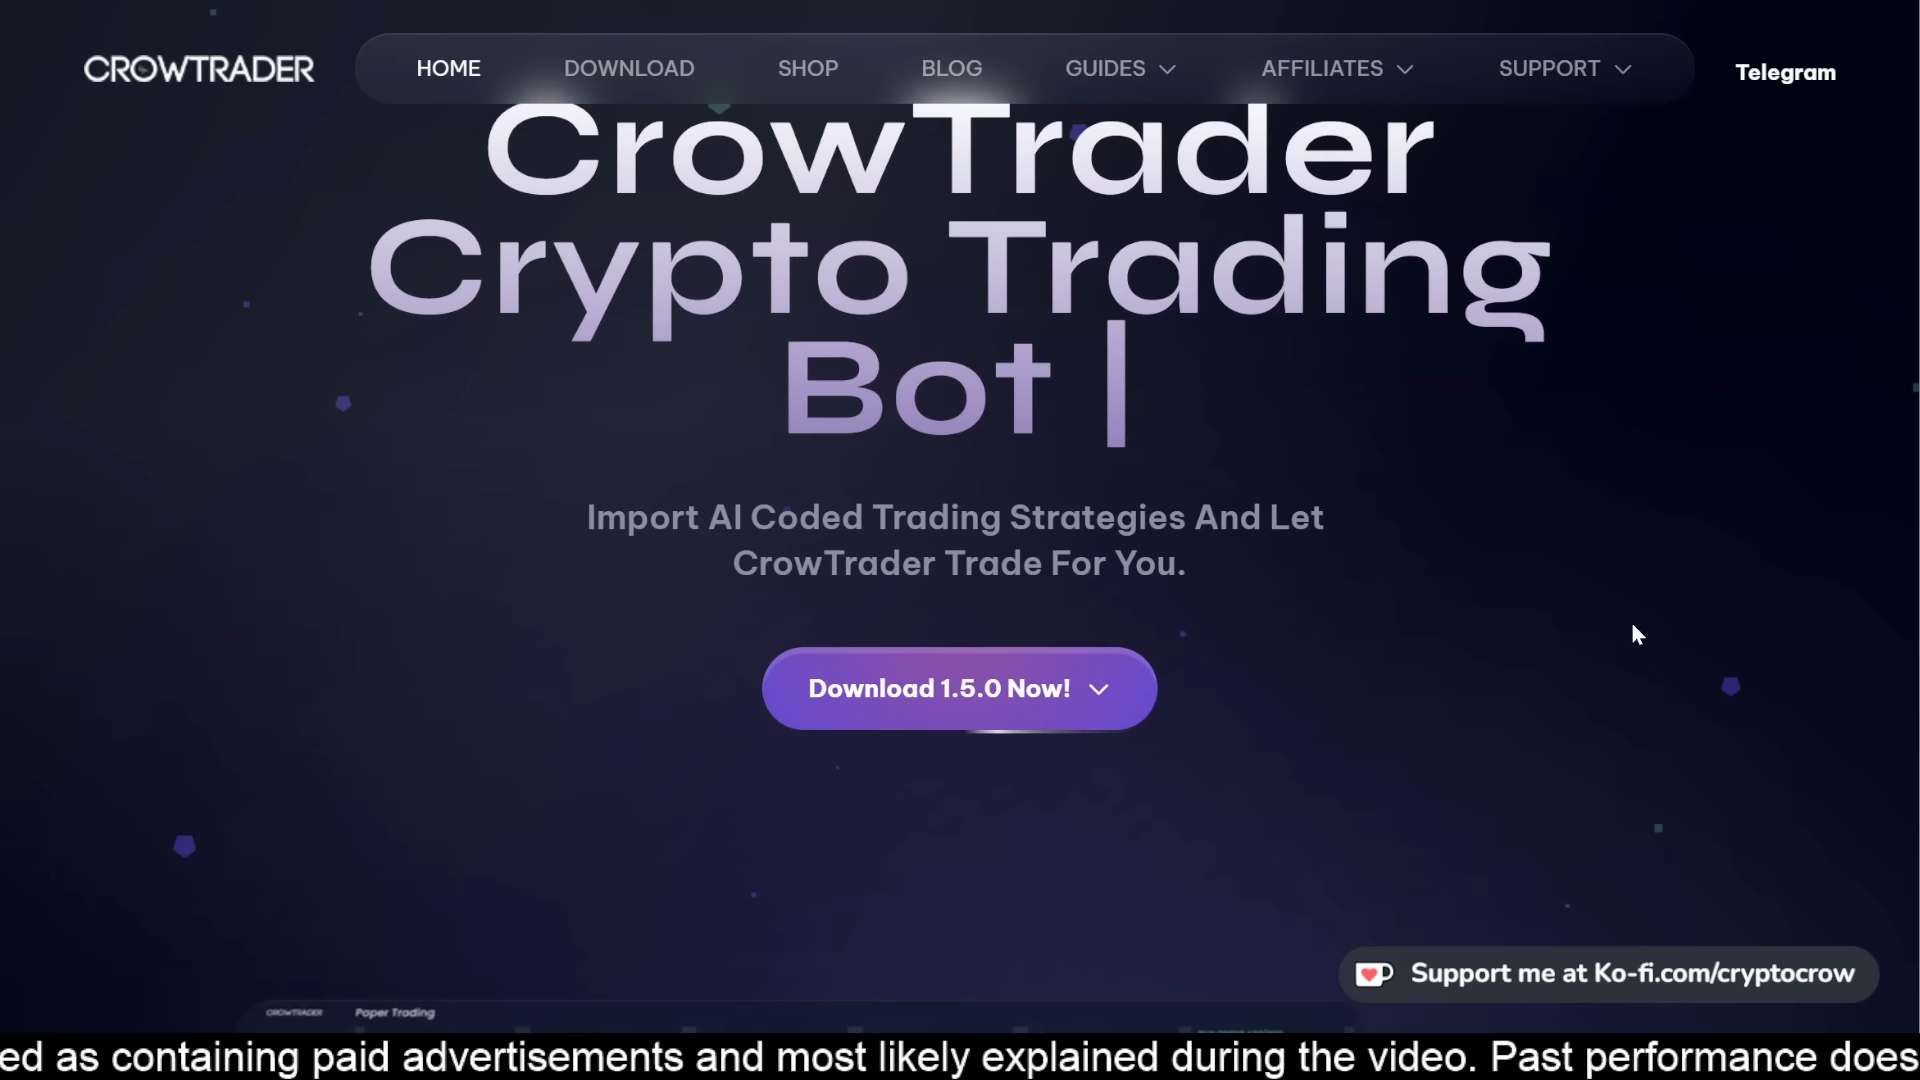 CROWTRADER
HOME
DOWNLOAD
SHOP
BLOG
GUIDES
AFFILIATES
SUPPORT
Telegram
CrowTrader
Crypto Trading
Bot |
Import AI Coded Trading Strategies And Let
CrowTrader Trade For You.
Download 1.5.0 Now!
Support me at Ko-fi.com/cryptocrow
CROWTRADER
Paper Trading
ed as containing paid advertisements and most likely explained during the video. Past performance does